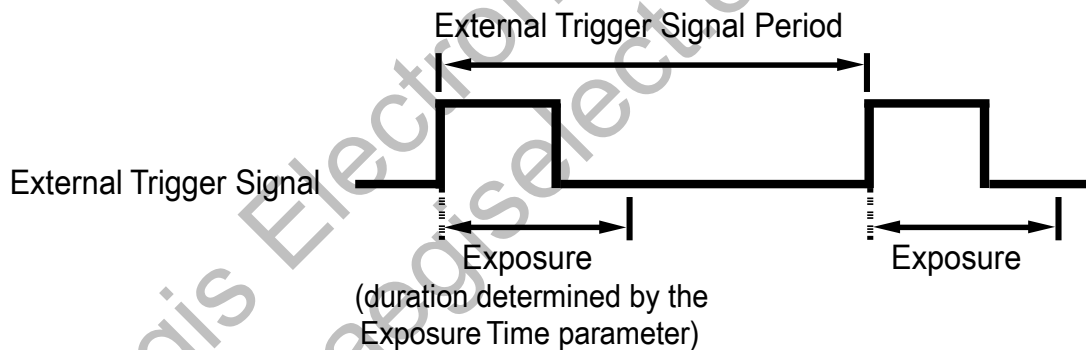 External Trigger Signal Period
External Trigger Signal
Exposure
(duration determined by the
Exposure Time parameter)
Exposure